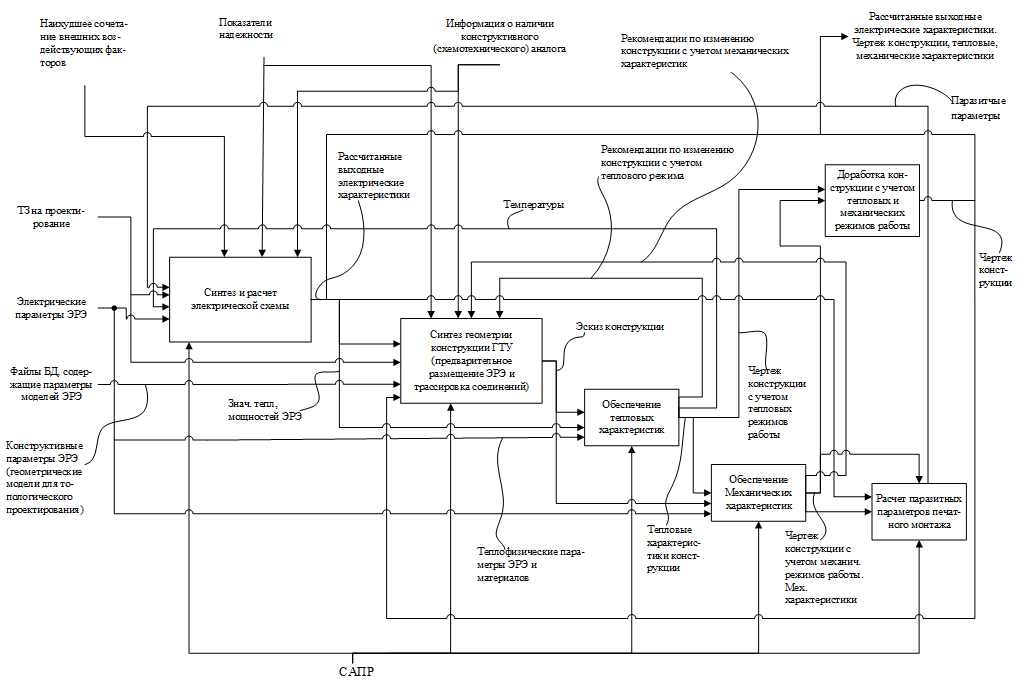 Наихудшее сочета-
ние внешних воз-
действующих фак-
торов
Показатели
надежности
Информация о наличии
конструктивного
(схемотехнического) аналога
Рекомендации по изменению
конструкции с учетом механических
характеристик
Рассчитанные выходные
электрические характеристики.
Чертеж конструкции, тепловые,
механические характеристики
Паразитчые
параметры
Рассчитанные
выходные
электрические
характеристики
Рекомендации по изменению
конструкции с учетом
теплового режима
Доработка кон-
струкции с учетом
тепловых и
механических
режимов работы
ТЗ на проекти-
рование
Температуры
Чертеж
конст-
рукции
Синтез и расчет
электрической схемы
Электрические
параметры ЭРЭ
Синтез геометрии
конструкции ГТУ
(предварительное
размещение ЭРЭ и
трассировка соединений)
Эскиз конструкции
Файлы БД, содер-
жащие параметры
моделей ЭРЭ
Знач. тепл,
мощностей ЭРЭ
Обеспечение
тепловых
характеристик
Чертеж
конструкции
с учетом
тепловых
режимов
работы
Конструктивные
параметры ЭРЭ
(геометрические
модели для то-
пологического
проектирования)
Обеспечение
Механических
характеристик
Расчет паразитных
параметров печат-
ного монтажа
Теплофизические пара-
метры ЭРЭ и
материалов
Тепловые
характерис-
тики конст-
рукции
Чертеж
конструкции с
учетом механич.
режимов работы.
Мех.
характеристики
САПР